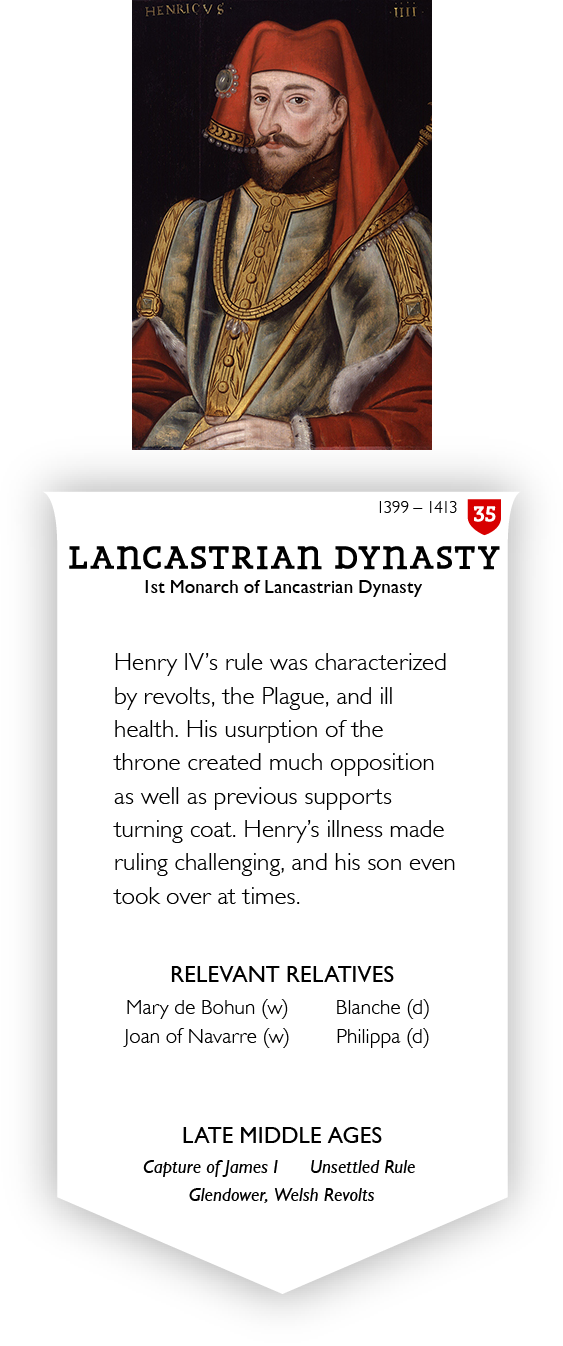 HENRICVS · · IIII ·
1399 – 1413 35
LANCASTRIAN DYNASTY
1st Monarch of Lancastrian Dynasty
Henry IV’s rule was characterized
by revolts, the Plague, and ill
health. His usurption of the
throne created much opposition
as well as previous supports
turning coat. Henry’s illness made
ruling challenging, and his son even
took over at times.
RELEVANT RELATIVES
Mary de Bohun (w) Blanche (d)
Joan of Navarre (w) Philippa (d)
LATE MIDDLE AGES
Capture of James I Unsettled Rule
Glendower, Welsh Revolts